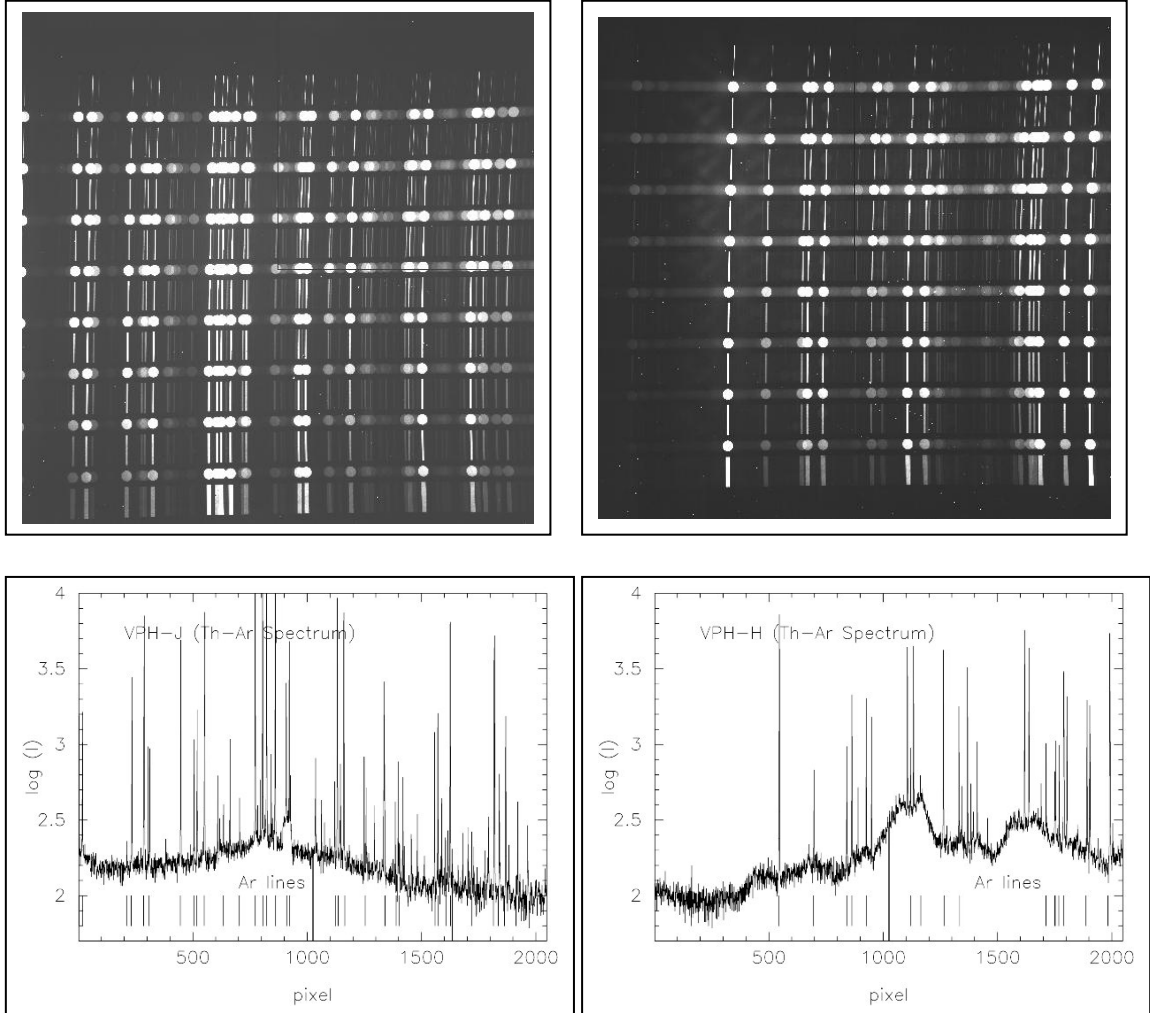 4
3.5
3
2.5
2
log (I)
VPH-J (Th-Ar Spectrum)
Ar lines
500
1000
1500
2000
pixel
4
3.5
3
2.5
2
log (I)
VPH-H (Th-Ar Spectrum)
Ar lines
500
1000
1500
2000
pixel